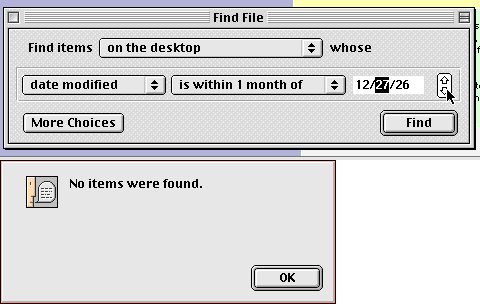 Find File
Find items on the desktop whose
date modified is within 1 month of 12/27/26
More Choices Find
No items were found.
OK